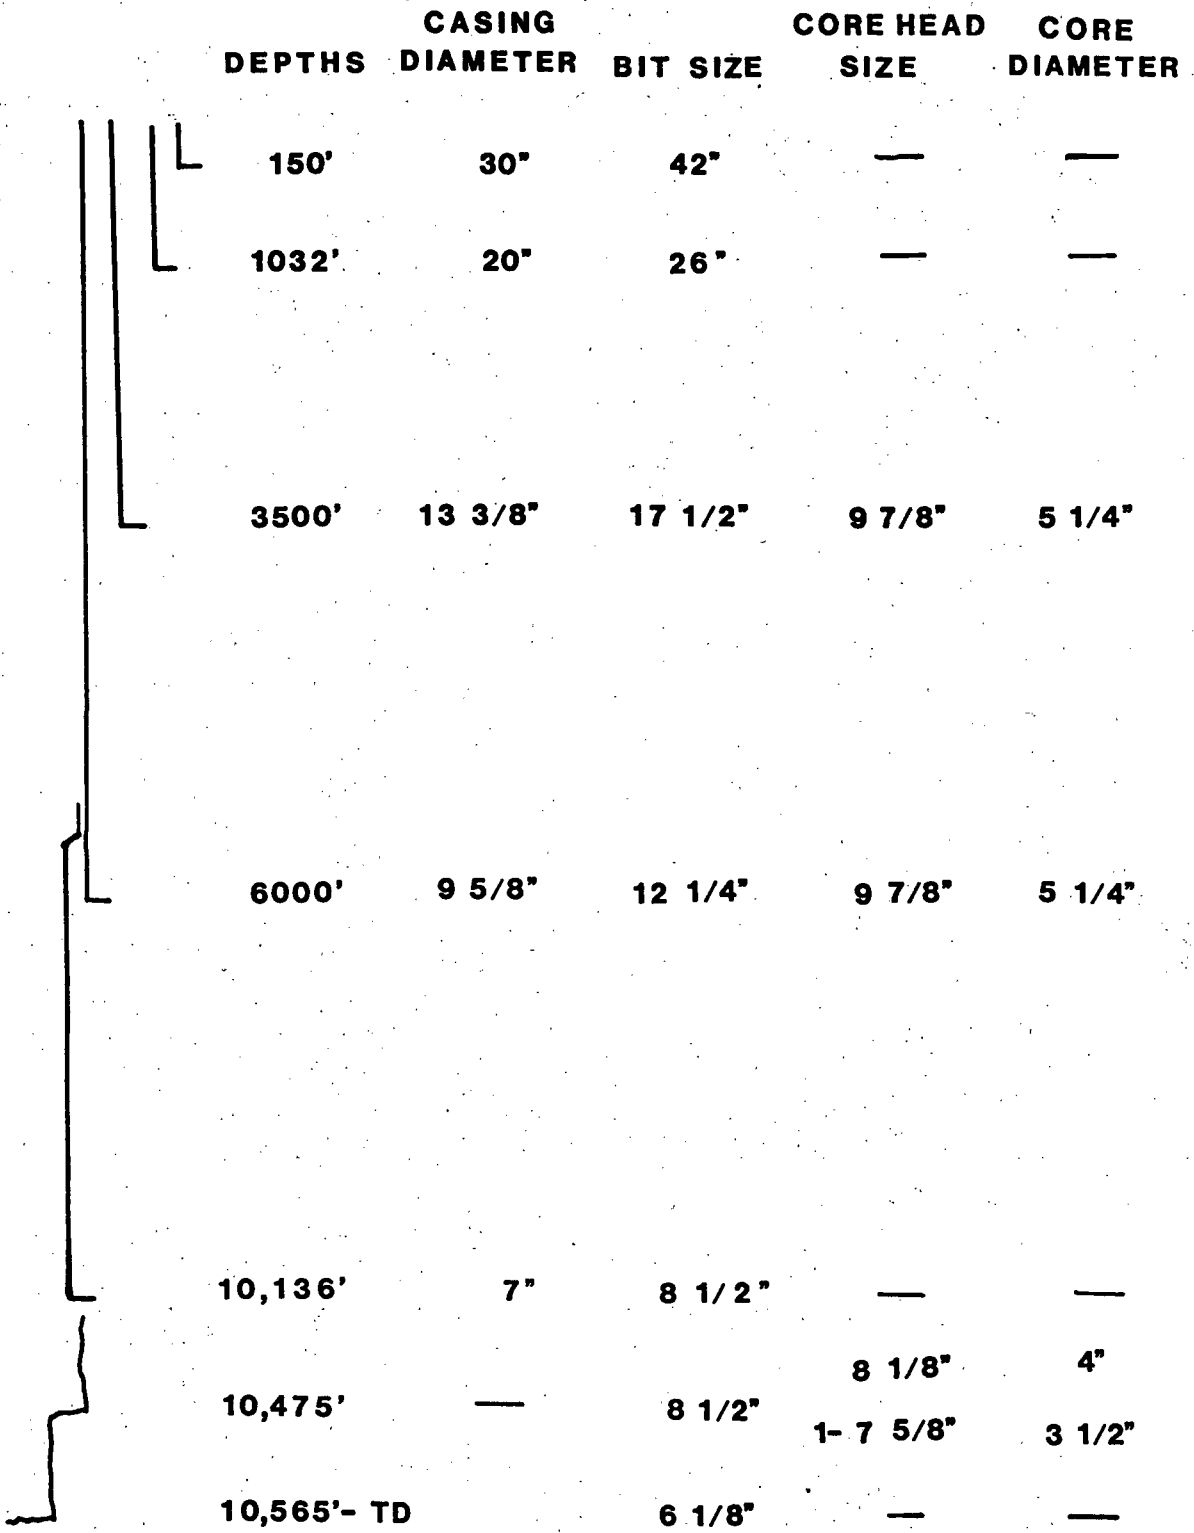 CASING CORE HEAD CORE
DEPTHS DIAMETER BIT SIZE SIZE DIAMETER
150' 30" 42" — —
1032' 20" 26" — —
3500' 13 3/8" 17 1/2" 9 7/8" 5 1/4"
6000' 9 5/8" 12 1/4" 9 7/8" 5 1/4"
10,136' 7" 8 1/2" — —
8 1/8" 4"
10,475' — 8 1/2"
1- 7 5/8" 3 1/2"
10,565'- TD 6 1/8" — —